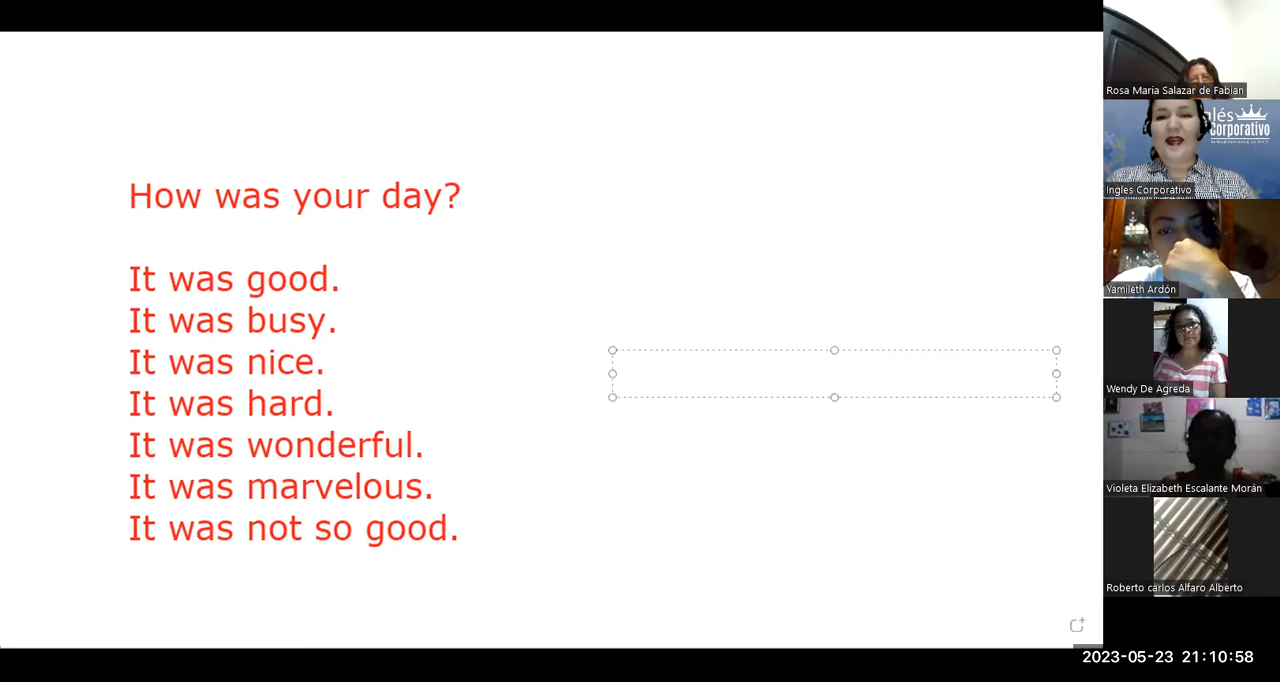 How was your day?
It was good.
It was busy.
It was nice.
It was hard.
It was wonderful.
It was marvelous.
It was not so good.
Rosa Maria Salazar de Fabian
glés
Corporativo
Ingles Corporativo
Yamileth Ardón
Wendy De Agreda
Violeta Elizabeth Escalante Morán
Roberto carlos Alfaro Alberto
2023-05-23 21:10:58